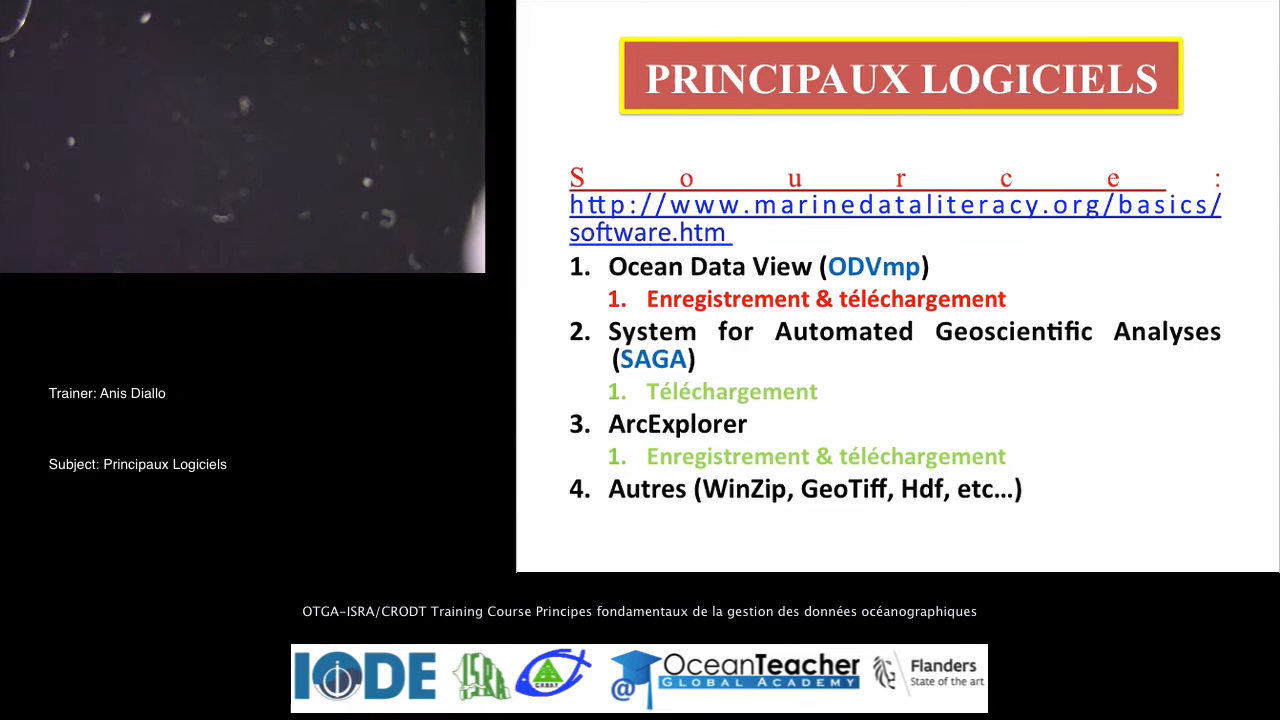 PRINCIPAUX LOGICIELS
Source:
http://www.marinedataliteracy.org/basics/
software.htm
1. Ocean Data View (ODVmp)
1. Enregistrement & téléchargement
2. System for Automated Geoscientific Analyses
(SAGA)
1. Téléchargement
3. ArcExplorer
1. Enregistrement & téléchargement
4. Autres (WinZip, GeoTiff, Hdf, etc...)
Trainer: Anis Diallo
Subject: Principaux Logiciels
OTGA-ISRA/CRODT Training Course Principes fondamentaux de la gestion des données océanographiques
IODE
ISRA
OceanTeacher
GLOBAL ACADEMY
@
Flanders
State of the art